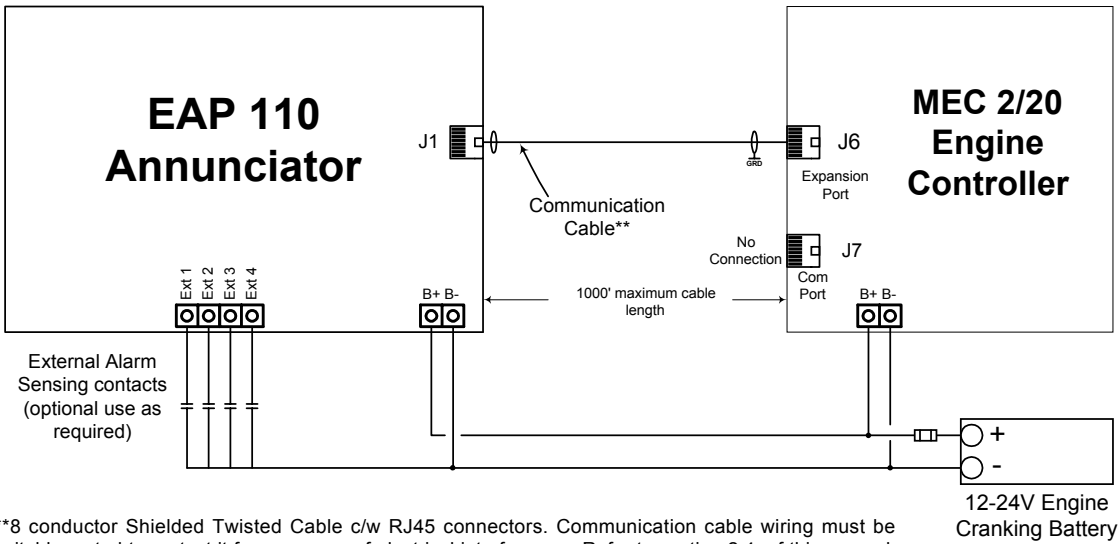 EAP 110
Annunciator
MEC 2/20
Engine
Controller
J1
J6
GRD
Expansion
Port
Communication
Cable**
No
Connection
J7
Com
Port
Ext 1
Ext 2
Ext 3
Ext 4
B+ B-
1000' maximum cable
length
B+ B-
External Alarm
Sensing contacts
(optional use as
required)
+
-
12-24V Engine
Cranking Battery
**8 conductor Shielded Twisted Cable c/w RJ45 connectors. Communication cable wiring must be